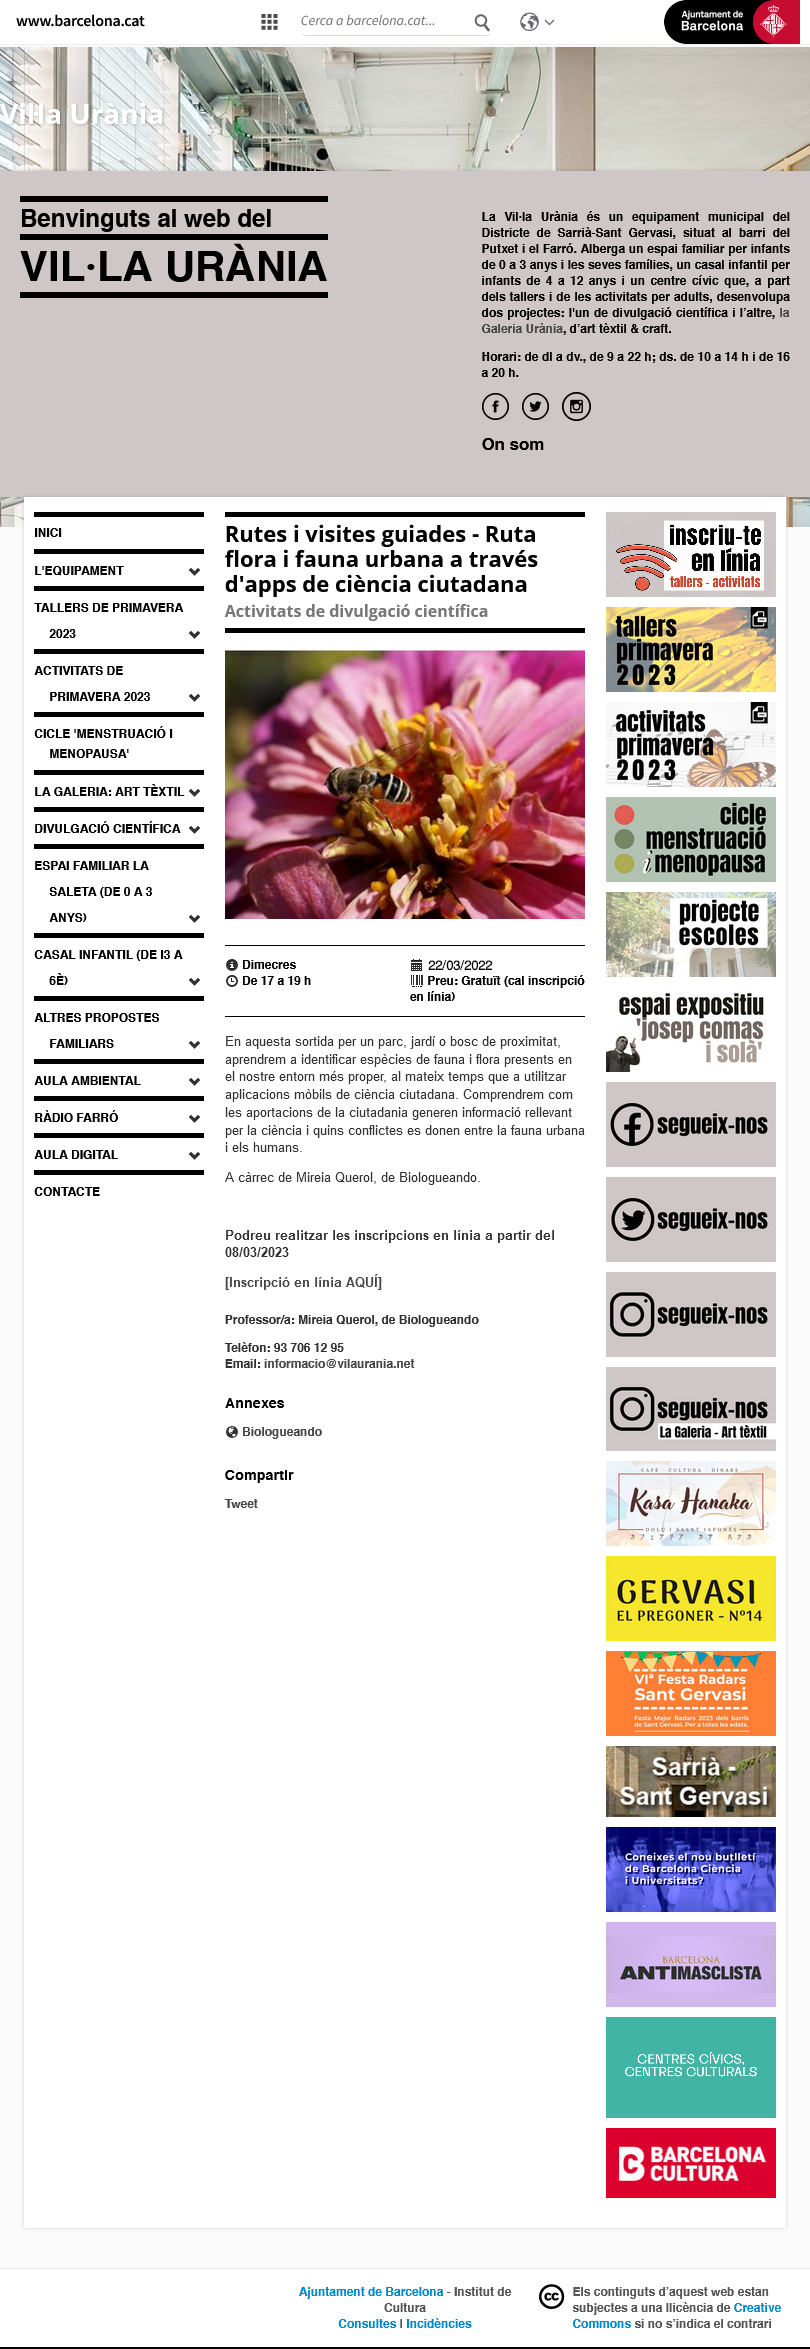 www.barcelona.cat
Cerca a barcelona.cat...
Ajuntament de
Barcelona
Vil·la Urània
Benvinguts al web del
VIL·LA URÀNIA
La Vil·la Urània és un equipament municipal del
Districte de Sarrià-Sant Gervasi, situat al barri del
Putxet i el Farró. Alberga un espai familiar per infants
de 0 a 3 anys i les seves famílies, un casal infantil per
infants de 4 a 12 anys i un centre cívic que, a part
dels tallers i de les activitats per adults, desenvolupa
dos projectes: l'un de divulgació científica i l'altre, la
Galeria Urània, d'art tèxtil & craft.
Horari: de dl a dv., de 9 a 22 h; ds. de 10 a 14 h i de 16
a 20 h.
On som
INICI
L'EQUIPAMENT
TALLERS DE PRIMAVERA
2023
ACTIVITATS DE
PRIMAVERA 2023
CICLE 'MENSTRUACIÓ I
MENOPAUSA'
LA GALERIA: ART TÈXTIL
DIVULGACIÓ CIENTÍFICA
ESPAI FAMILIAR LA
SALETA (DE 0 A 3
ANYS)
CASAL INFANTIL (DE I3 A
6È)
ALTRES PROPOSTES
FAMILIARS
AULA AMBIENTAL
RÀDIO FARRÓ
AULA DIGITAL
CONTACTE
Rutes i visites guiades - Ruta
flora i fauna urbana a través
d'apps de ciència ciutadana
Activitats de divulgació científica
Dimecres
De 17 a 19 h
22/03/2022
Preu: Gratuït (cal inscripció
en línia)
En aquesta sortida per un parc, jardí o bosc de proximitat,
aprendrem a identificar espècies de fauna i flora presents en
el nostre entorn més proper, al mateix temps que a utilitzar
aplicacions mòbils de ciència ciutadana. Comprendrem com
les aportacions de la ciutadania generen informació rellevant
per la ciència i quins conflictes es donen entre la fauna urbana
i els humans.
A càrrec de Mireia Querol, de Biologueando.
Podreu realitzar les inscripcions en línia a partir del
08/03/2023
[Inscripció en línia AQUÍ]
Professor/a: Mireia Querol, de Biologueando
Telèfon: 93 706 12 95
Email: informacio@vilaurania.net
Annexes
Biologueando
Compartir
Tweet
inscriu-te
en línia
tallers - activitats
tallers
primavera
2023
activitats
primavera
2023
cicle
menstruació
i menopausa
projecte
escoles
espai expositiu
'josep comas
i solà'
segueix-nos
segueix-nos
segueix-nos
segueix-nos
La Galeria - Art tèxtil
CAFÈ · CULTURA · DINARS
Kasa Hanaka
DOLÇ I SALAT JAPONÈS
カフェテリア カサ ハナカ
GERVASI
EL PREGONER - Nº14
VIª Festa Radars
Sant Gervasi
Festa Major Radars 2023 dels barris
de Sant Gervasi. Per a totes les edats.
Sarrià -
Sant Gervasi
Coneixes el nou butlletí
de Barcelona Ciència
i Universitats?
BARCELONA
ANTIMASCLISTA
CENTRES CÍVICS,
CENTRES CULTURALS
B BARCELONA
CULTURA
Ajuntament de Barcelona - Institut de
Cultura
Consultes | Incidències
cc
Els continguts d'aquest web estan
subjectes a una llicència de Creative
Commons si no s'indica el contrari